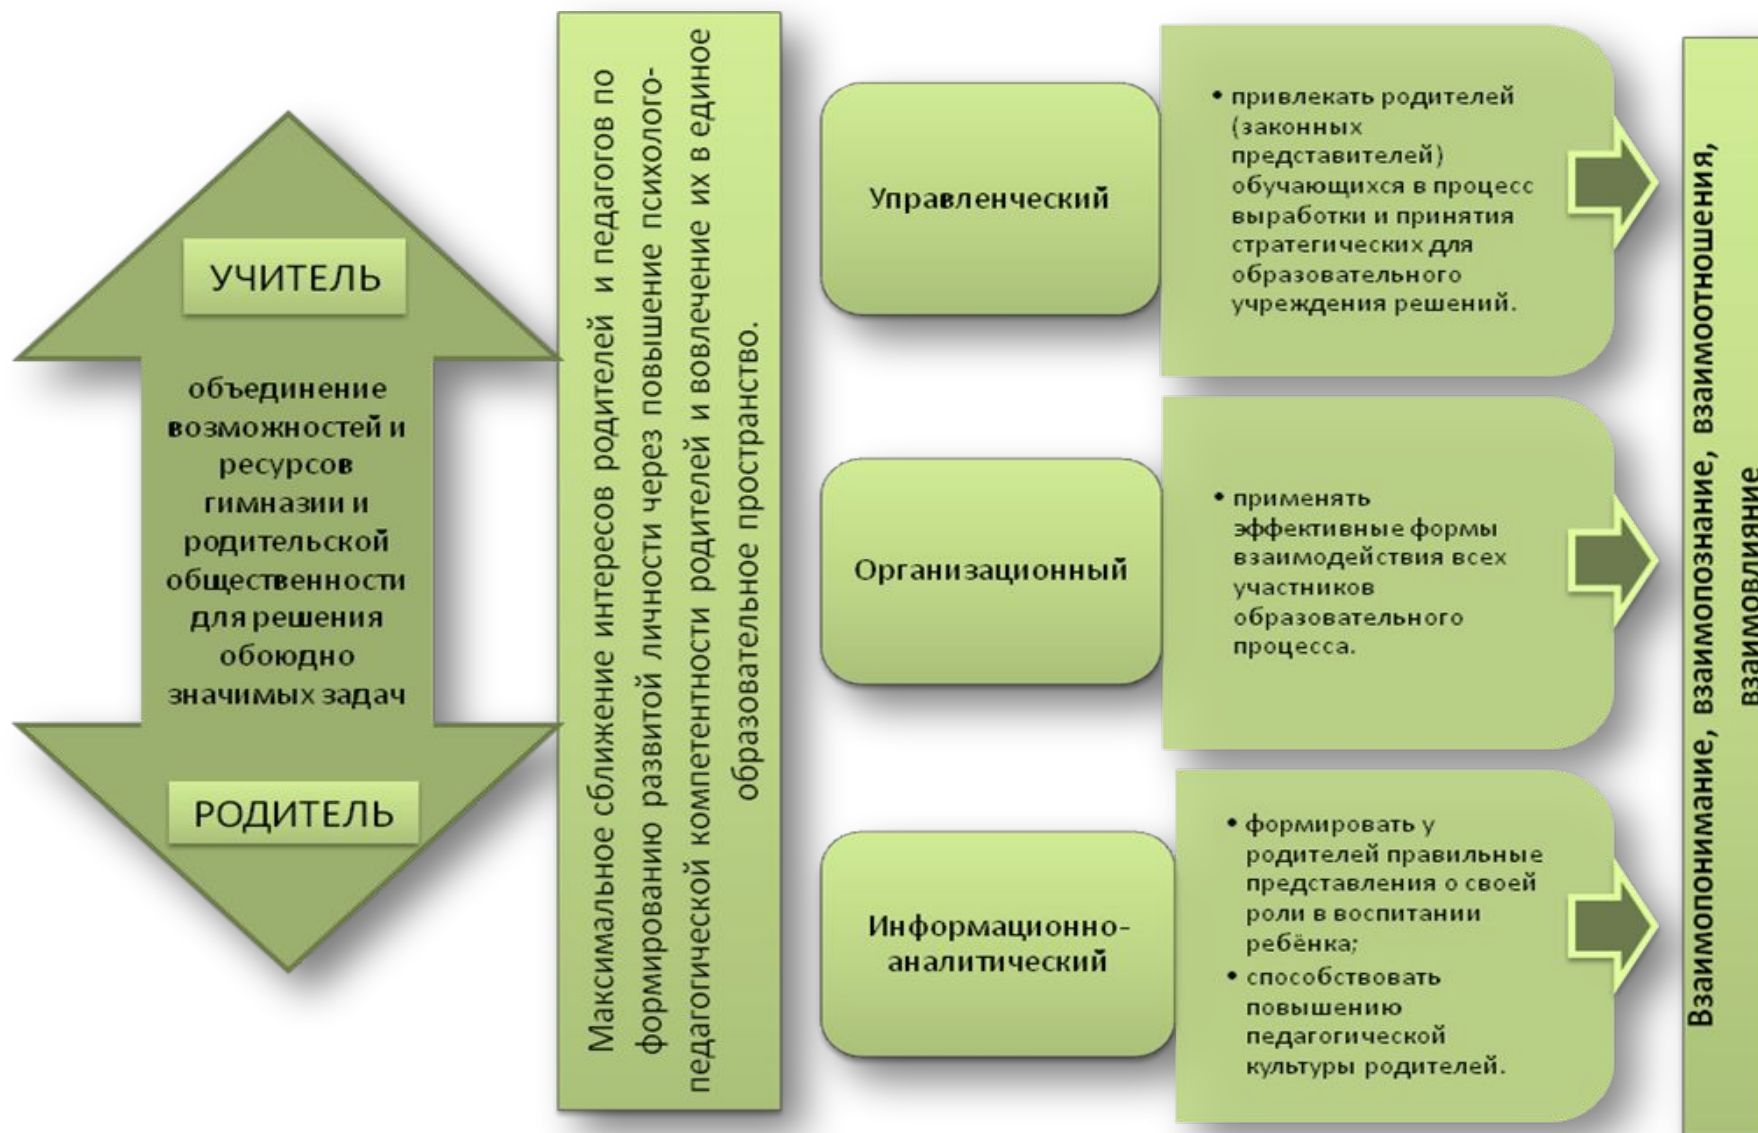 УЧИТЕЛЬ
объединение
возможностей и
ресурсов
гимназии и
родительской
общественности
для решения
обоюдно
значимых задач
РОДИТЕЛЬ
Максимальное сближение интересов родителей и педагогов по
формированию развитой личности через повышение психолого-
педагогической компетентности родителей и вовлечение их в единое
образовательное пространство.
Управленческий
• привлекать родителей
(законных
представителей)
обучающихся в процесс
выработки и принятия
стратегических для
образовательного
учреждения решений.
Организационный
• применять
эффективные формы
взаимодействия всех
участников
образовательного
процесса.
Информационно-
аналитический
• формировать у
родителей правильные
представления о своей
роли в воспитании
ребёнка;
• способствовать
повышению
педагогической
культуры родителей.
Взаимопонимание, взаимопознание, взаимоотношения,
взаимовлияние